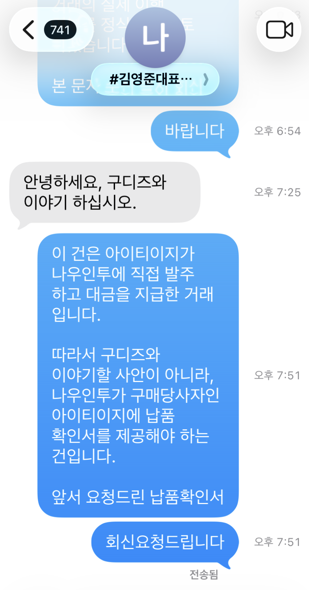 741
나
#김영준대표…
본 문자
바랍니다
오후 6:54
안녕하세요, 구디즈와
이야기 하십시오.
오후 7:25
이 건은 아이티이지가
나우인투에 직접 발주
하고 대금을 지급한 거래
입니다.
따라서 구디즈와
이야기할 사안이 아니라,
나우인투가 구매당사자인
아이티이지에 납품
확인서를 제공해야 하는
건입니다.
앞서 요청드린 납품확인서
오후 7:51
회신요청드립니다
오후 7:51
전송됨